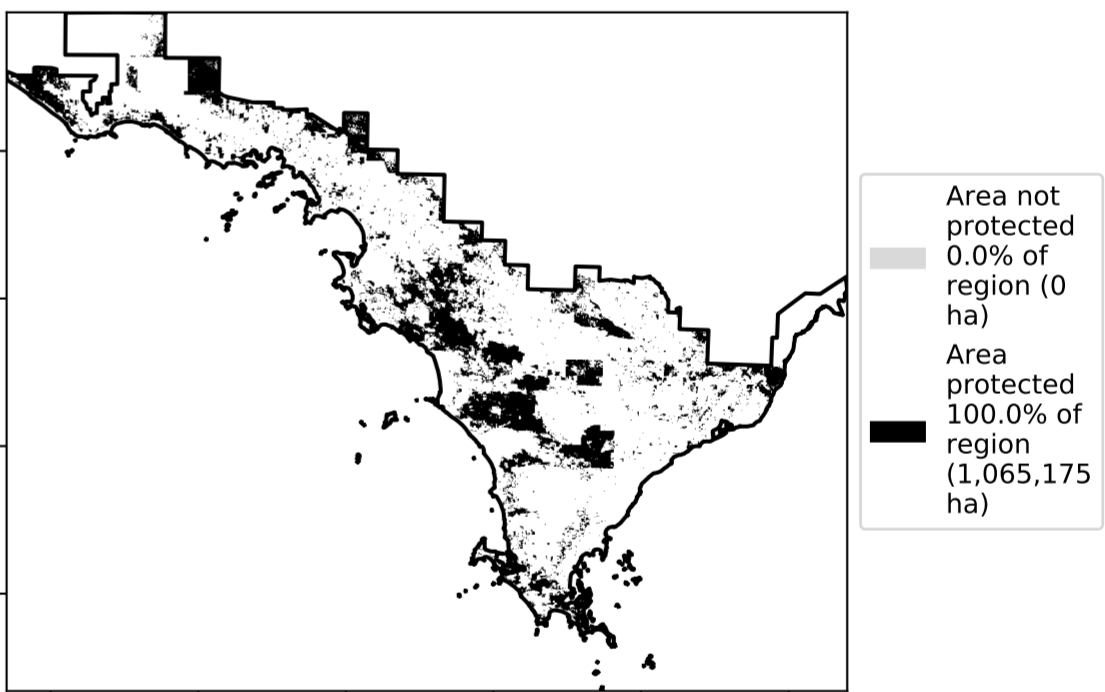 Area not
protected
0.0% of
region (0
ha)
Area
protected
100.0% of
region
(1,065,175
ha)